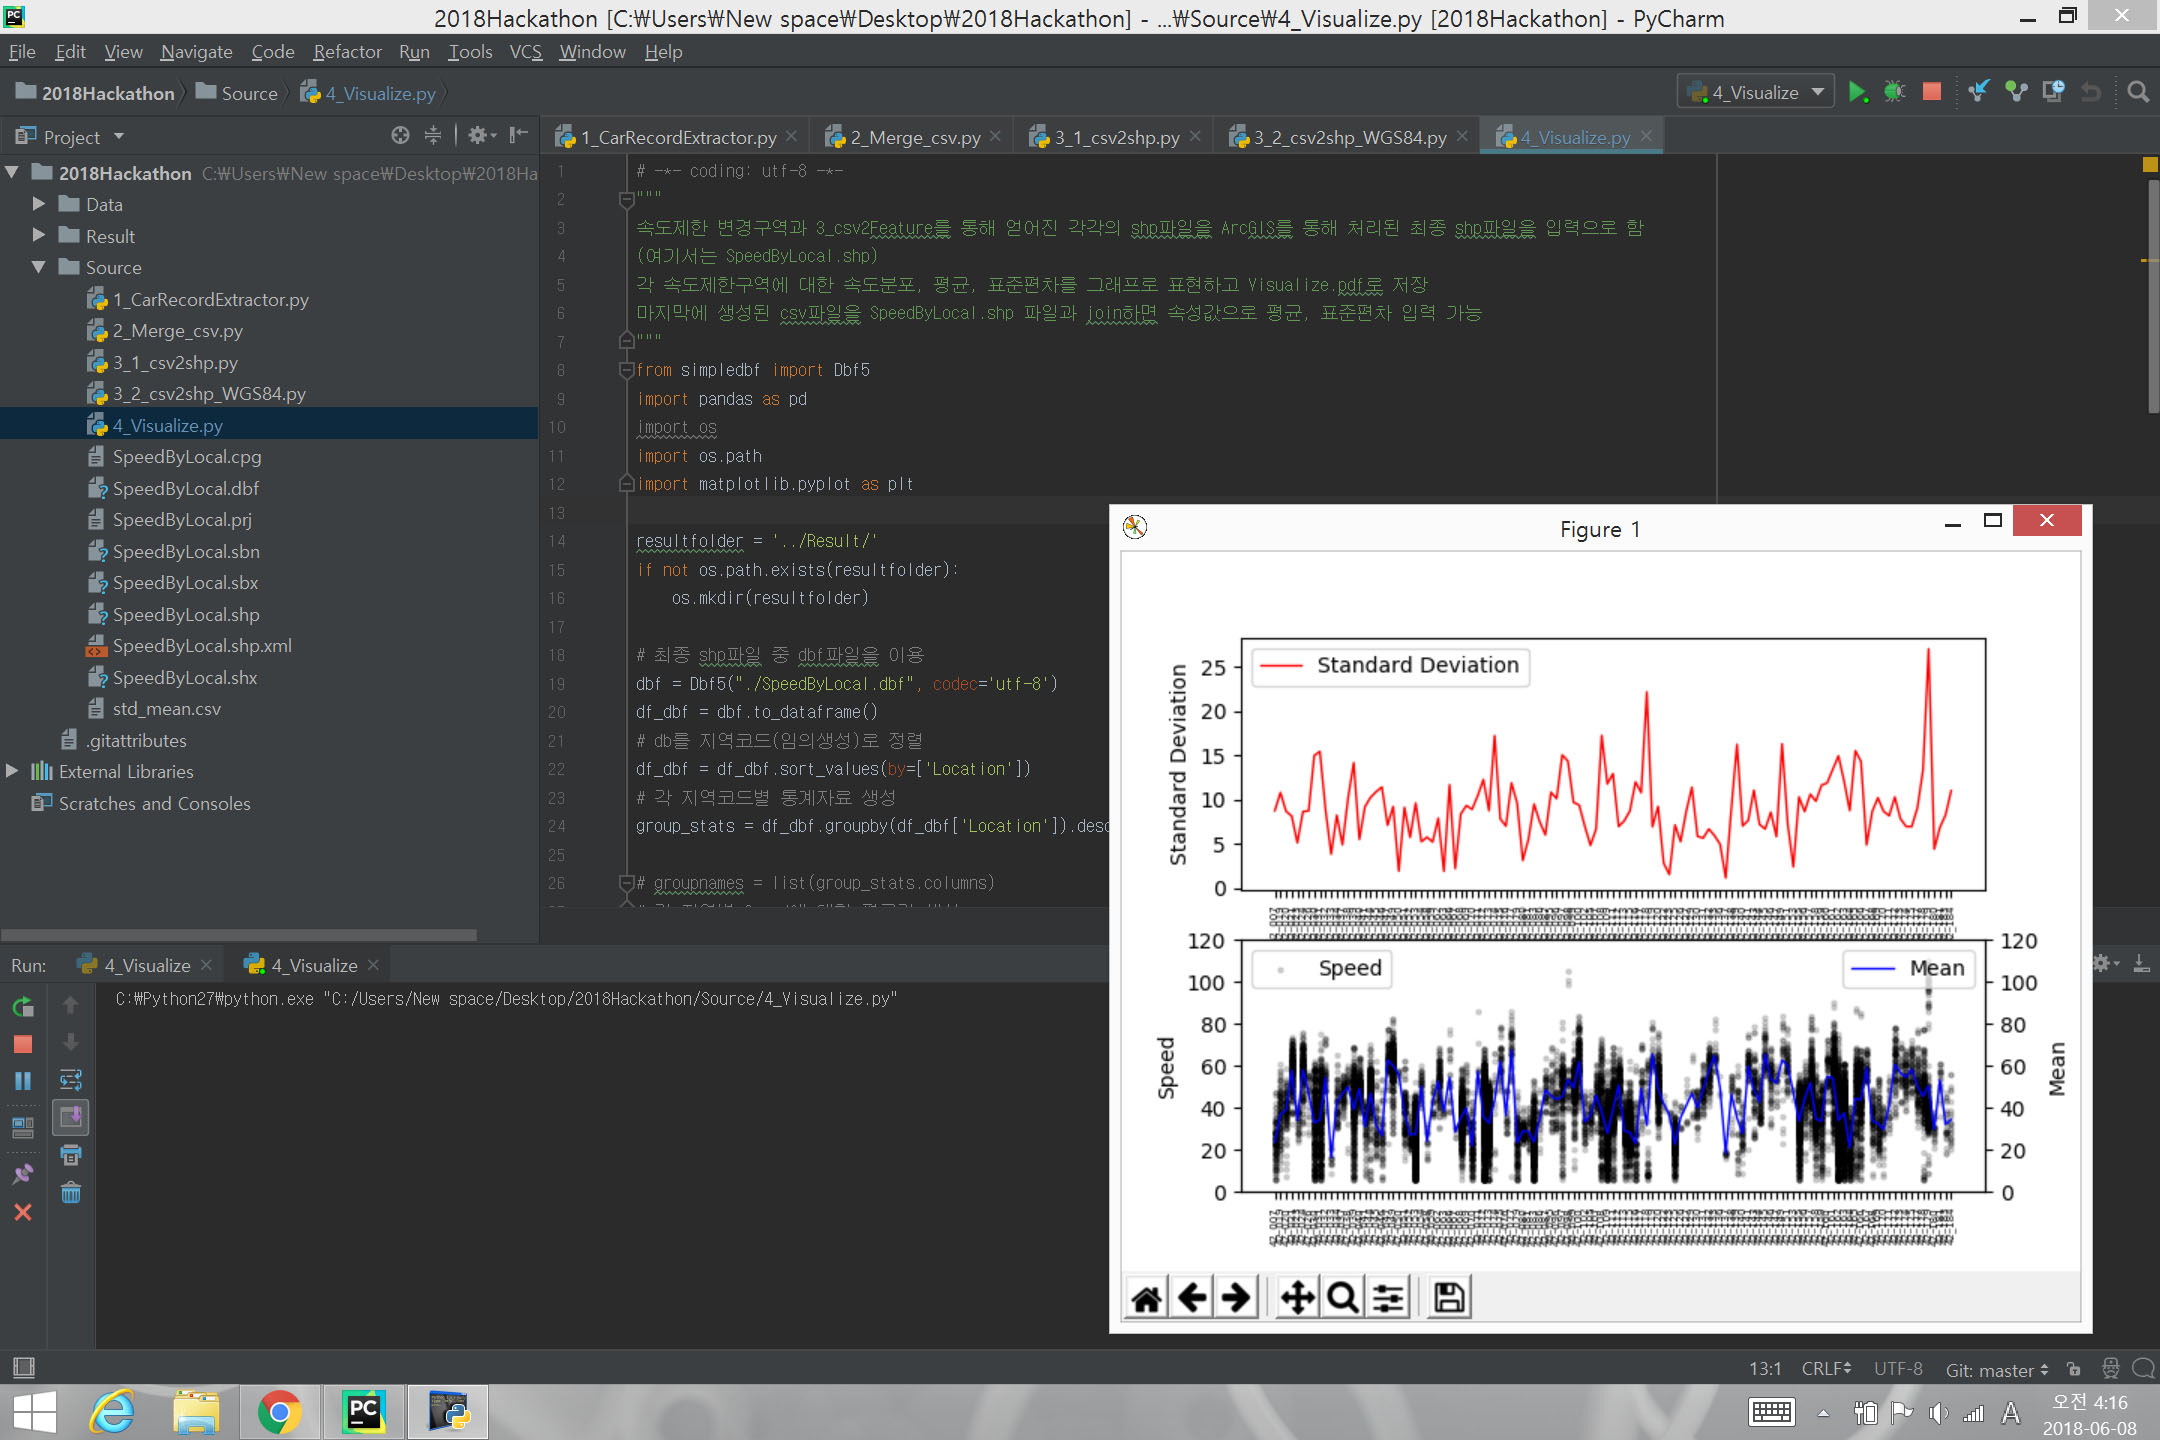 2018Hackathon [C:₩Users₩New space₩Desktop₩2018Hackathon] - ...₩Source₩4_Visualize.py [2018Hackathon] - PyCharm
File Edit View Navigate Code Refactor Run Tools VCS Window Help
2018Hackathon Source 4_Visualize.py
4_Visualize
Project
1_CarRecordExtractor.py 2_Merge_csv.py 3_1_csv2shp.py 3_2_csv2shp_WGS84.py 4_Visualize.py
2018Hackathon C:₩Users₩New space₩Desktop₩2018Ha
Data
Result
Source
1_CarRecordExtractor.py
2_Merge_csv.py
3_1_csv2shp.py
3_2_csv2shp_WGS84.py
4_Visualize.py
SpeedByLocal.cpg
SpeedByLocal.dbf
SpeedByLocal.prj
SpeedByLocal.sbn
SpeedByLocal.sbx
SpeedByLocal.shp
SpeedByLocal.shp.xml
SpeedByLocal.shx
std_mean.csv
.gitattributes
External Libraries
Scratches and Consoles
1 # -*- coding: utf-8 -*-
2 """
3 속도제한 변경구역과 3_csv2Feature를 통해 얻어진 각각의 shp파일을 ArcGIS를 통해 처리된 최종 shp파일을 입력으로 함
4 (여기서는 SpeedByLocal.shp)
5 각 속도제한구역에 대한 속도분포, 평균, 표준편차를 그래프로 표현하고 Visualize.pdf로 저장
6 마지막에 생성된 csv파일을 SpeedByLocal.shp 파일과 join하면 속성값으로 평균, 표준편차 입력 가능
7 """
8 from simpledbf import Dbf5
9 import pandas as pd
10 import os
11 import os.path
12 import matplotlib.pyplot as plt
13
14 resultfolder = '../Result/'
15 if not os.path.exists(resultfolder):
16 os.mkdir(resultfolder)
17
18 # 최종 shp파일 중 dbf파일을 이용
19 dbf = Dbf5("./SpeedByLocal.dbf", codec='utf-8')
20 df_dbf = dbf.to_dataframe()
21 # db를 지역코드(임의생성)로 정렬
22 df_dbf = df_dbf.sort_values(by=['Location'])
23 # 각 지역코드별 통계자료 생성
24 group_stats = df_dbf.groupby(df_dbf['Location']).desc
25
26 # groupnames = list(group_stats.columns)
Figure 1
Standard Deviation
Standard Deviation
25
20
15
10
5
0
Speed
Mean
Speed
Mean
120
100
80
60
40
20
0
120
100
80
60
40
20
0
Run: 4_Visualize 4_Visualize
C:₩Python27₩python.exe "C:/Users/New space/Desktop/2018Hackathon/Source/4_Visualize.py"
13:1 CRLF UTF-8 Git: master
PC
A
오전 4:16
2018-06-08